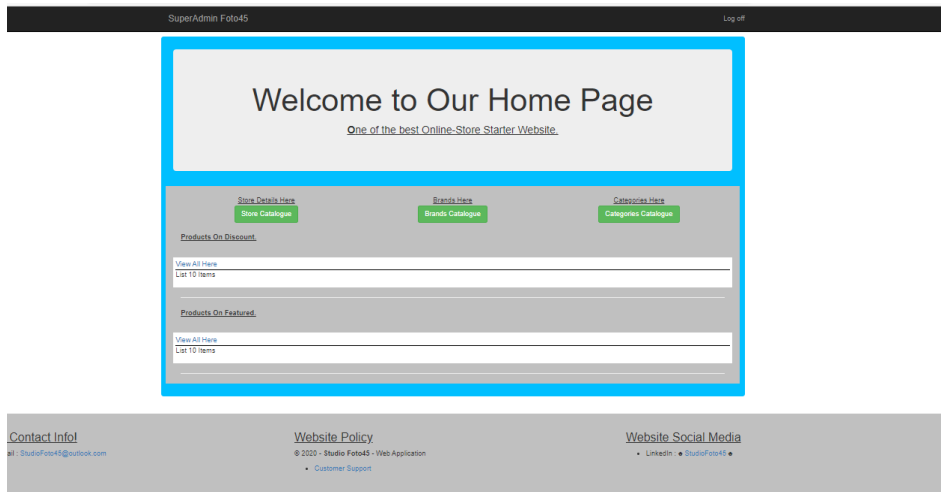 SuperAdmin Foto45 Log off
Welcome to Our Home Page
One of the best Online-Store Starter Website.
Store Details Here Brands Here Categories Here
Store Catalogue Brands Catalogue Categories Catalogue
Products On Discount.
View All Here
List 10 Items
Products On Featured.
View All Here
List 10 Items
Contact Info! Website Policy Website Social Media
ail : StudioFoto45@outlook.com © 2020 - Studio Foto45 - Web Application • LinkedIn : ☻ StudioFoto45 ☻
• Customer Support